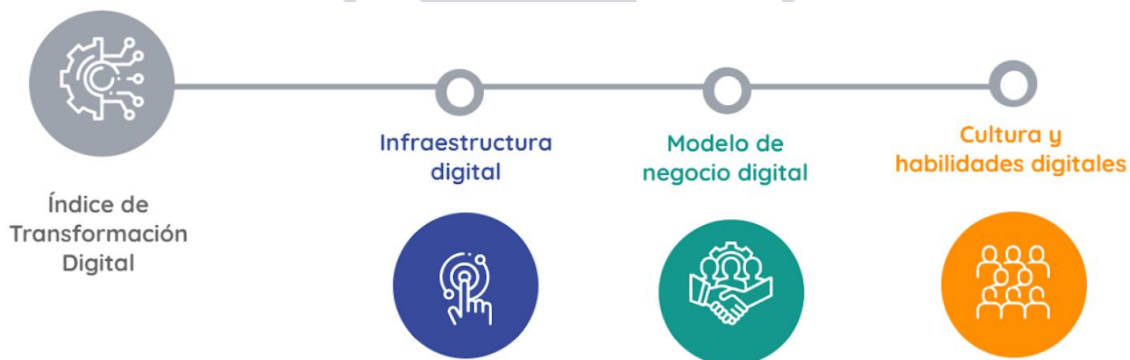 Índice de
Transformación
Digital
Infraestructura
digital
Modelo de
negocio digital
Cultura y
habilidades digitales